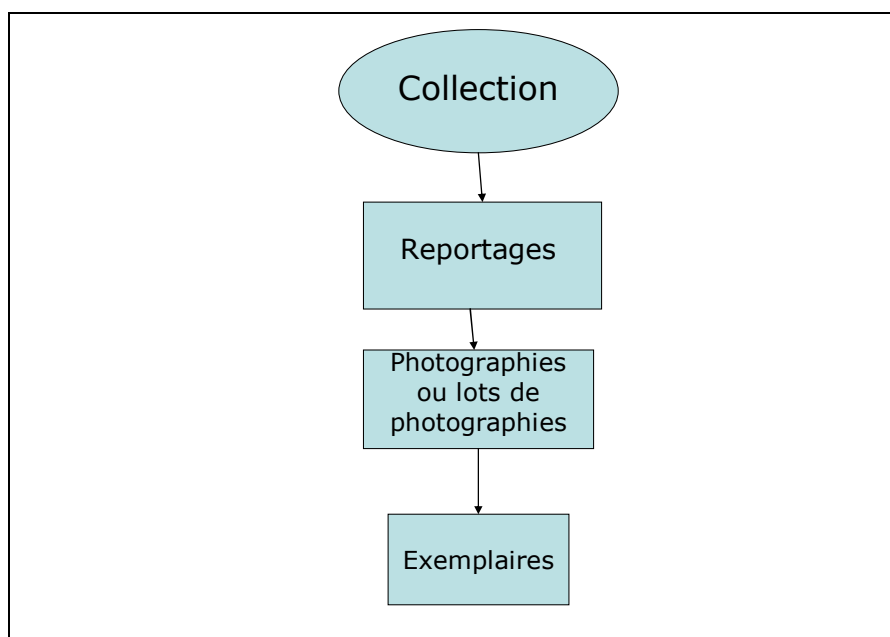 Collection
Reportages
Photographies
ou lots de
photographies
Exemplaires